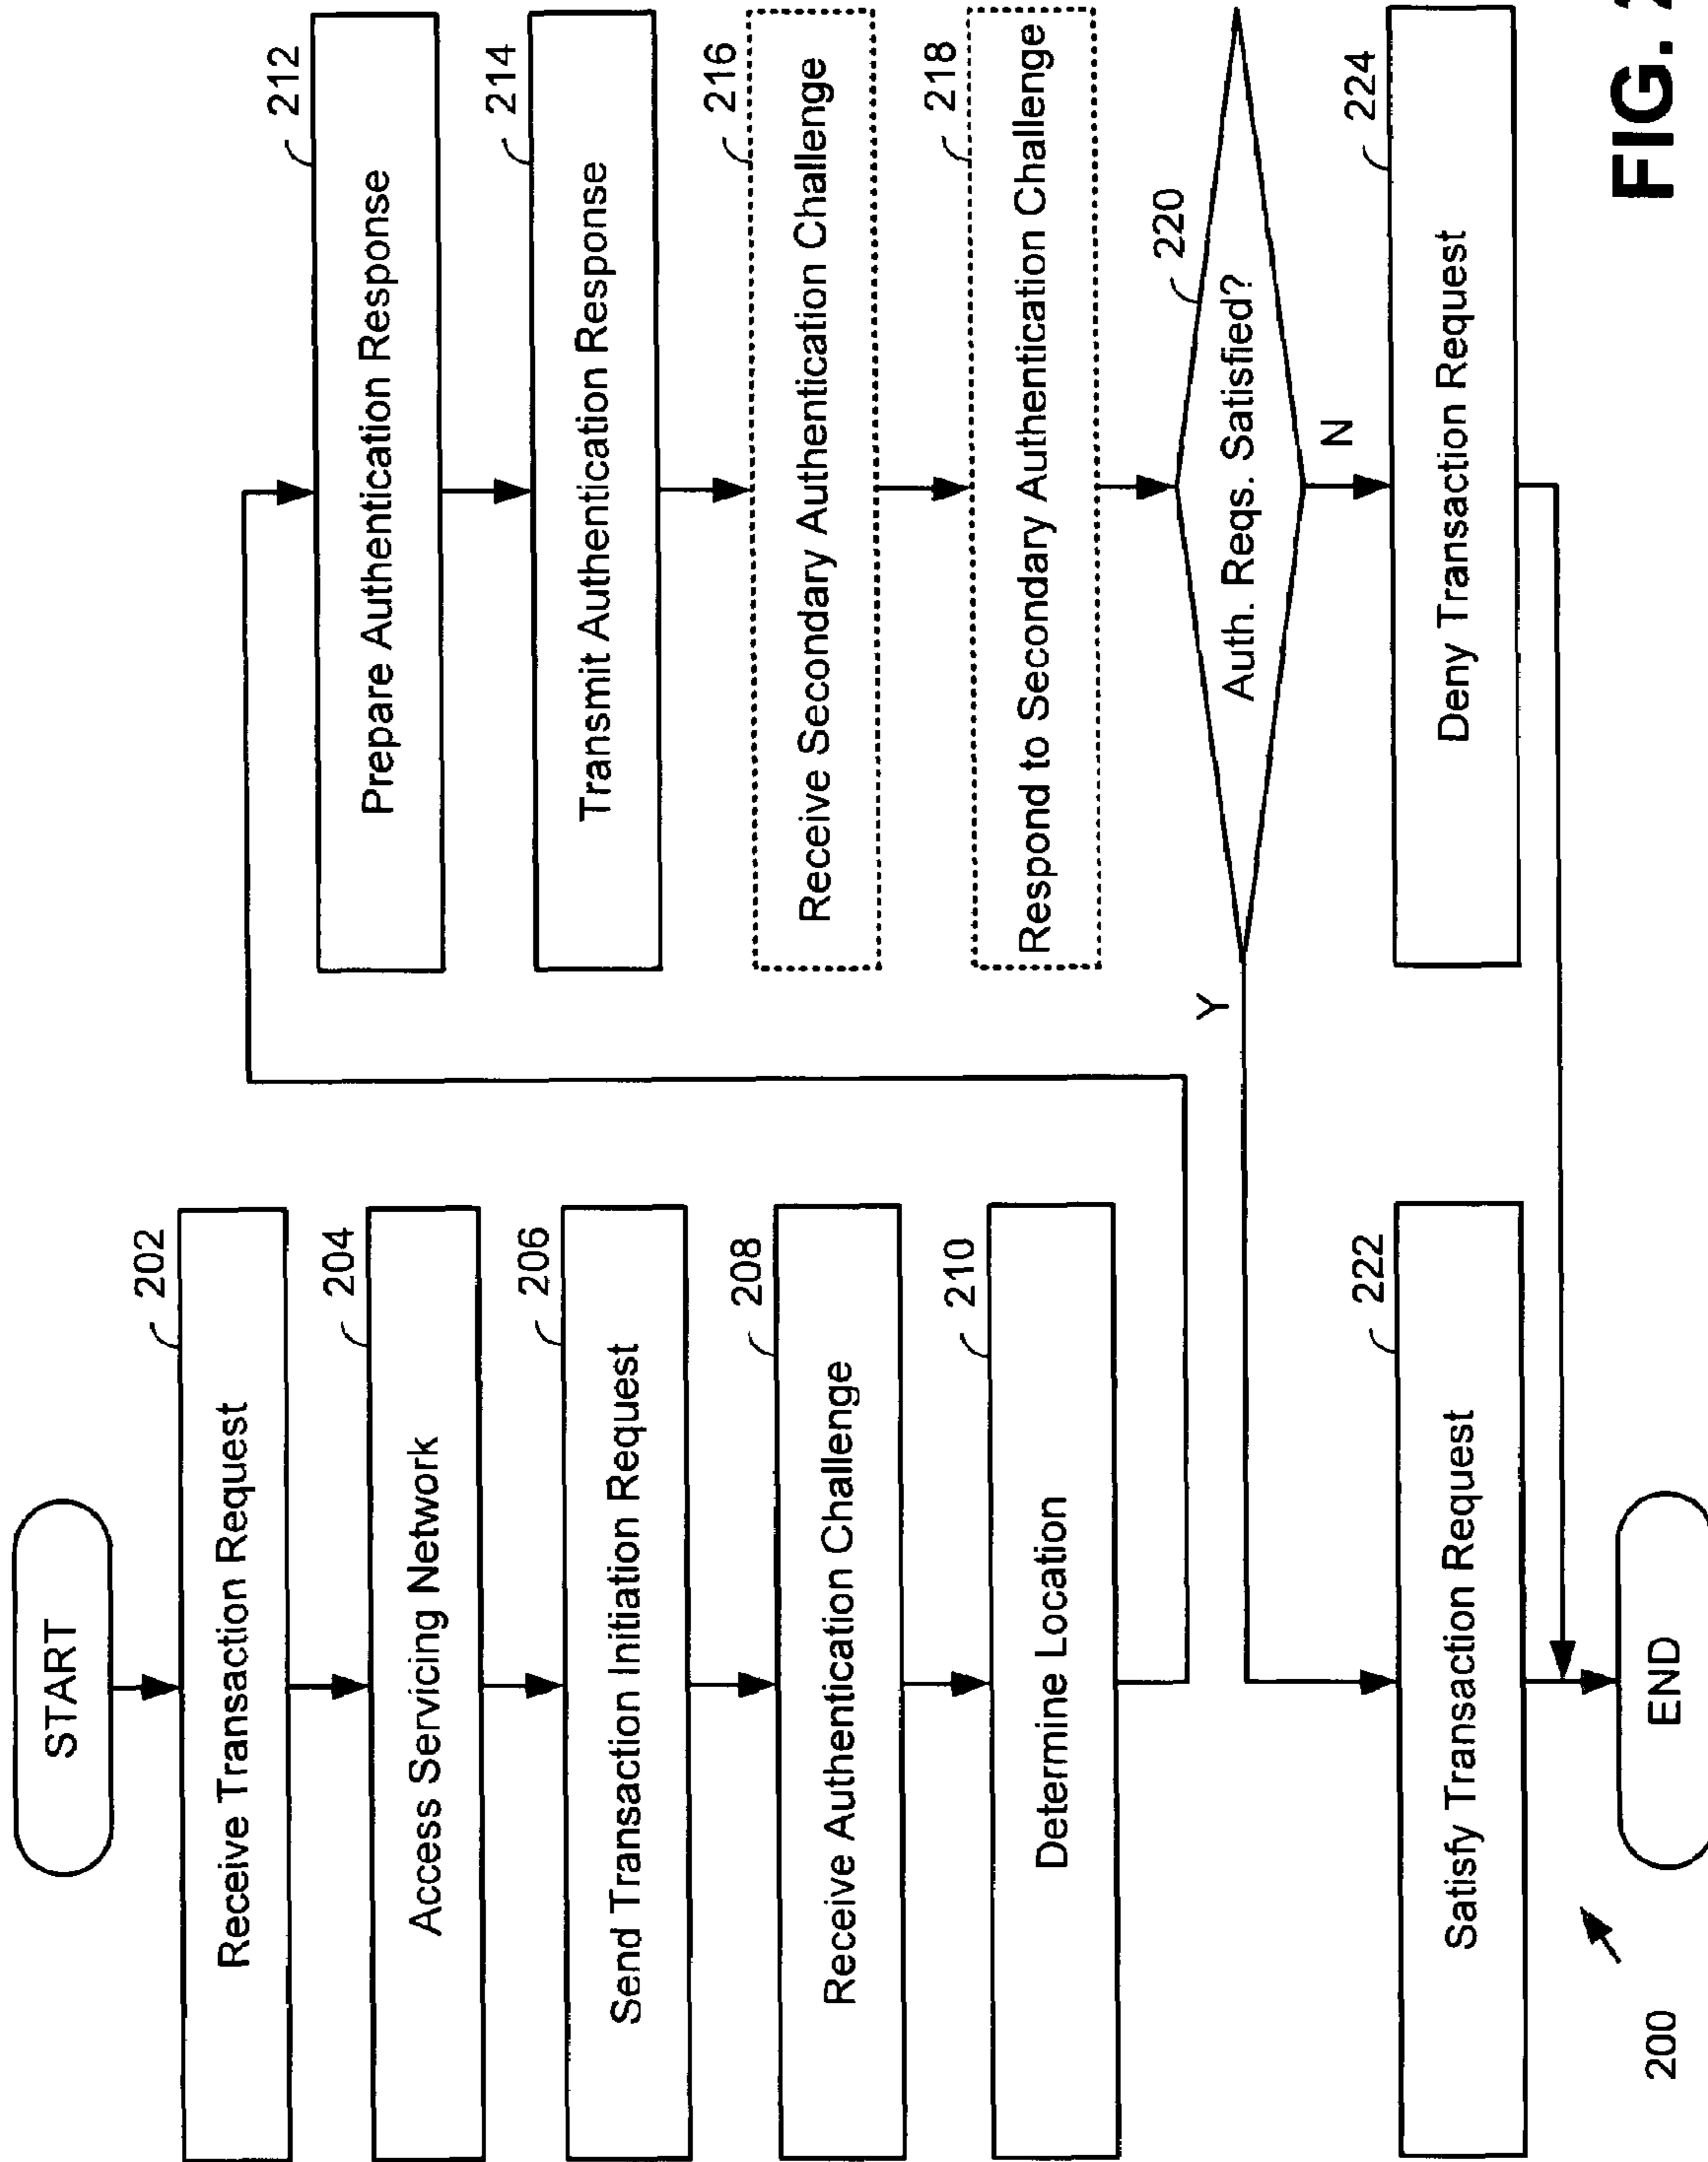 START
202
Receive Transaction Request
204
Access Servicing Network
206
Send Transaction Initiation Request
208
Receive Authentication Challenge
210
Determine Location
212
Prepare Authentication Response
214
Transmit Authentication Response
216
Receive Secondary Authentication Challenge
218
Respond to Secondary Authentication Challenge
220
Auth. Reqs. Satisfied?
Y
N
222
Satisfy Transaction Request
224
Deny Transaction Request
END
200
FIG. 2